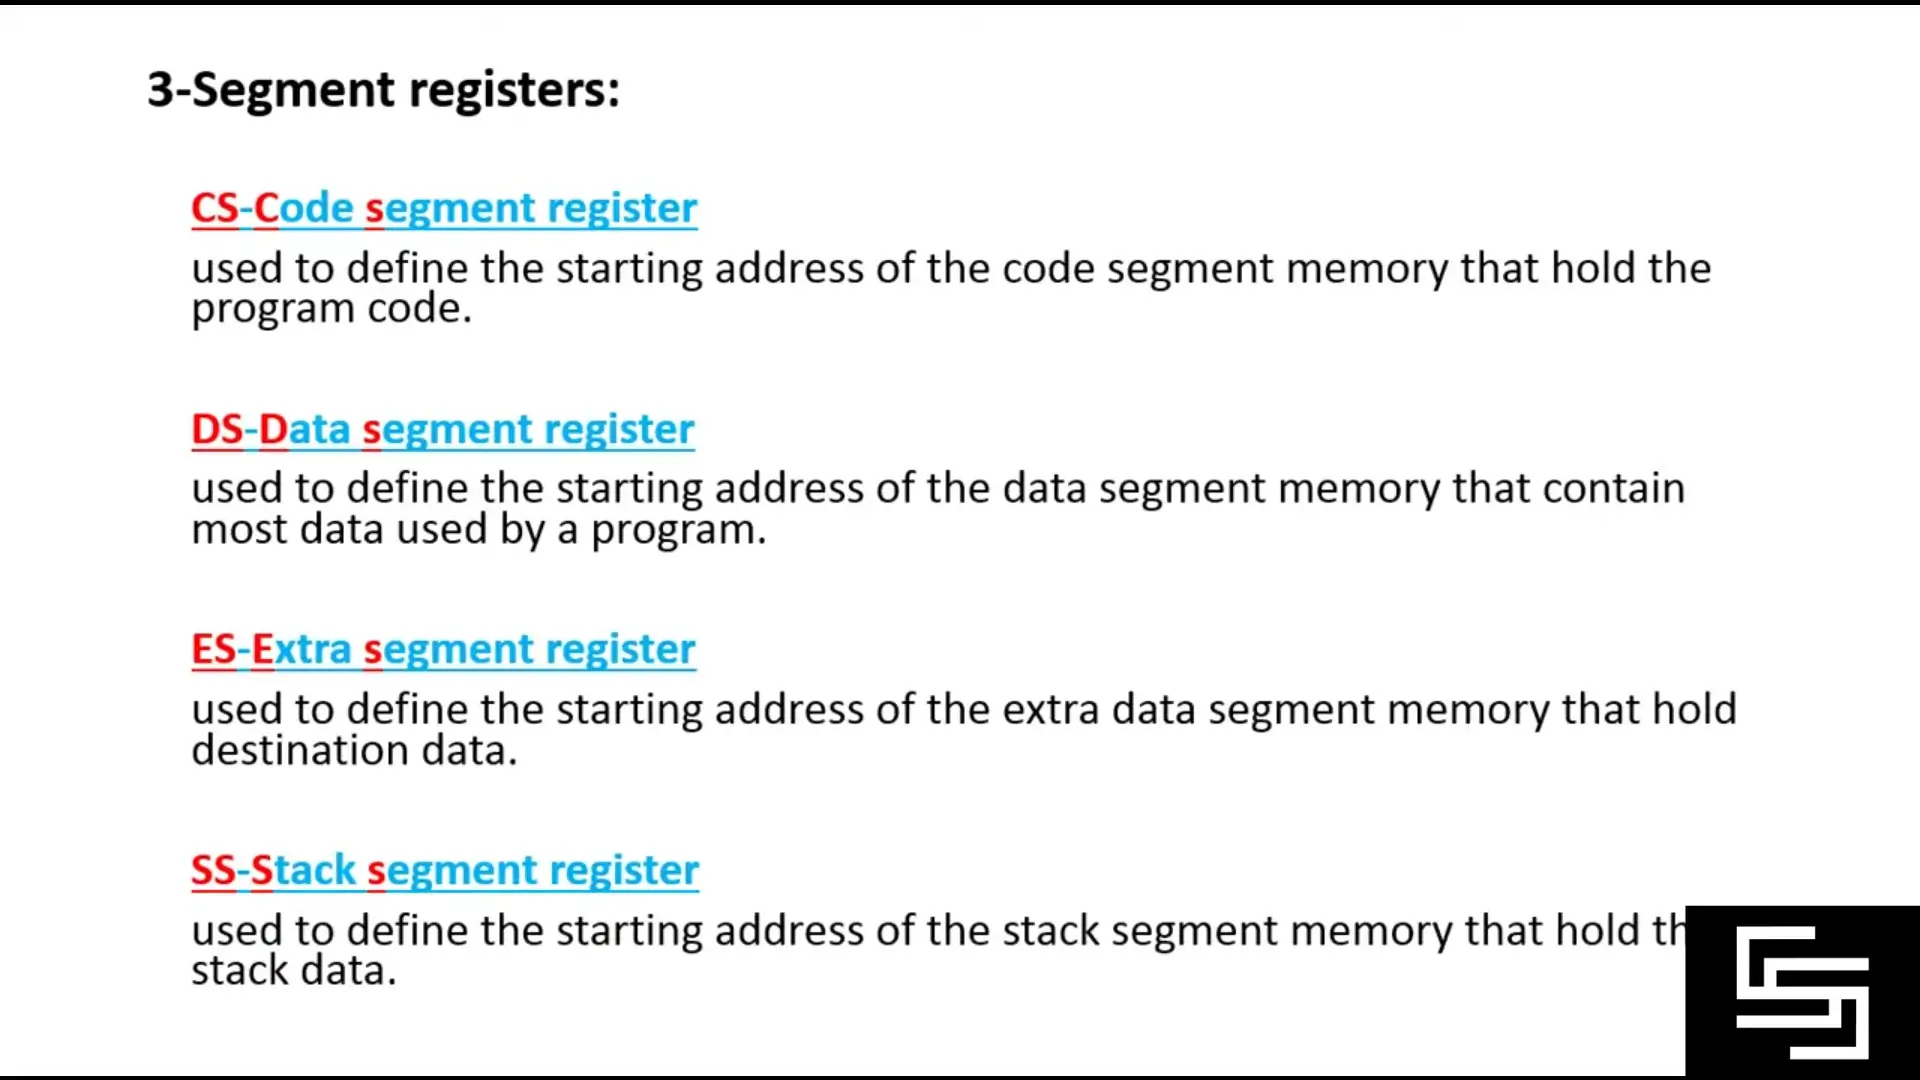 3-Segment registers:
CS-Code segment register
used to define the starting address of the code segment memory that hold the
program code.
DS-Data segment register
used to define the starting address of the data segment memory that contain
most data used by a program.
ES-Extra segment register
used to define the starting address of the extra data segment memory that hold
destination data.
SS-Stack segment register
used to define the starting address of the stack segment memory that hold
stack data.